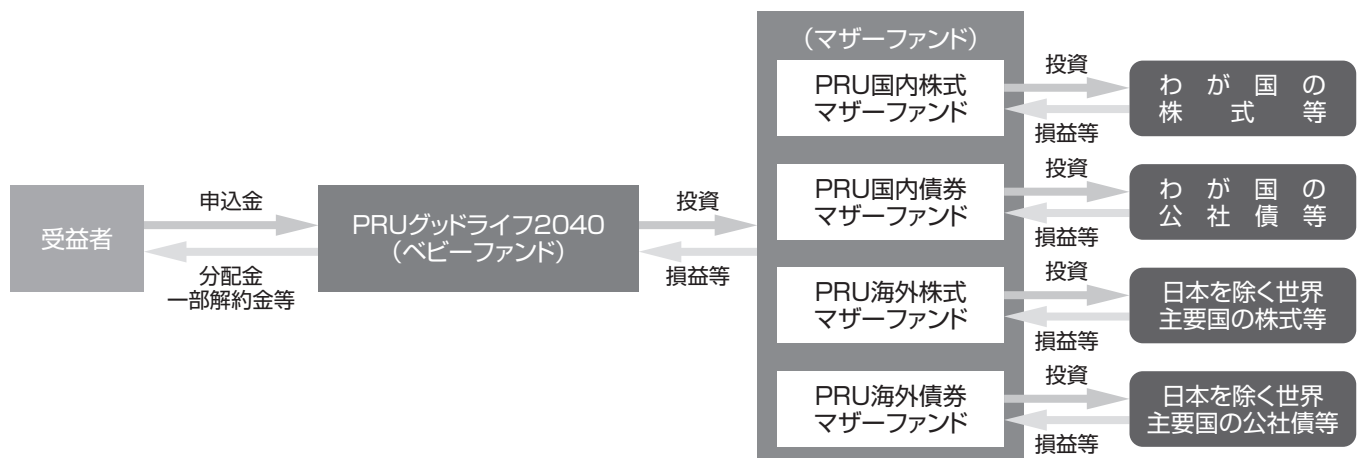 受益者
申込金
分配金
一部解約金等
PRUグッドライフ2040
（ベビーファンド）
投資
損益等
（マザーファンド）
PRU国内株式
マザーファンド
投資
損益等
わが国の
株式等
PRU国内債券
マザーファンド
投資
損益等
わが国の
公社債等
PRU海外株式
マザーファンド
投資
損益等
日本を除く世界
主要国の株式等
PRU海外債券
マザーファンド
投資
損益等
日本を除く世界
主要国の公社債等